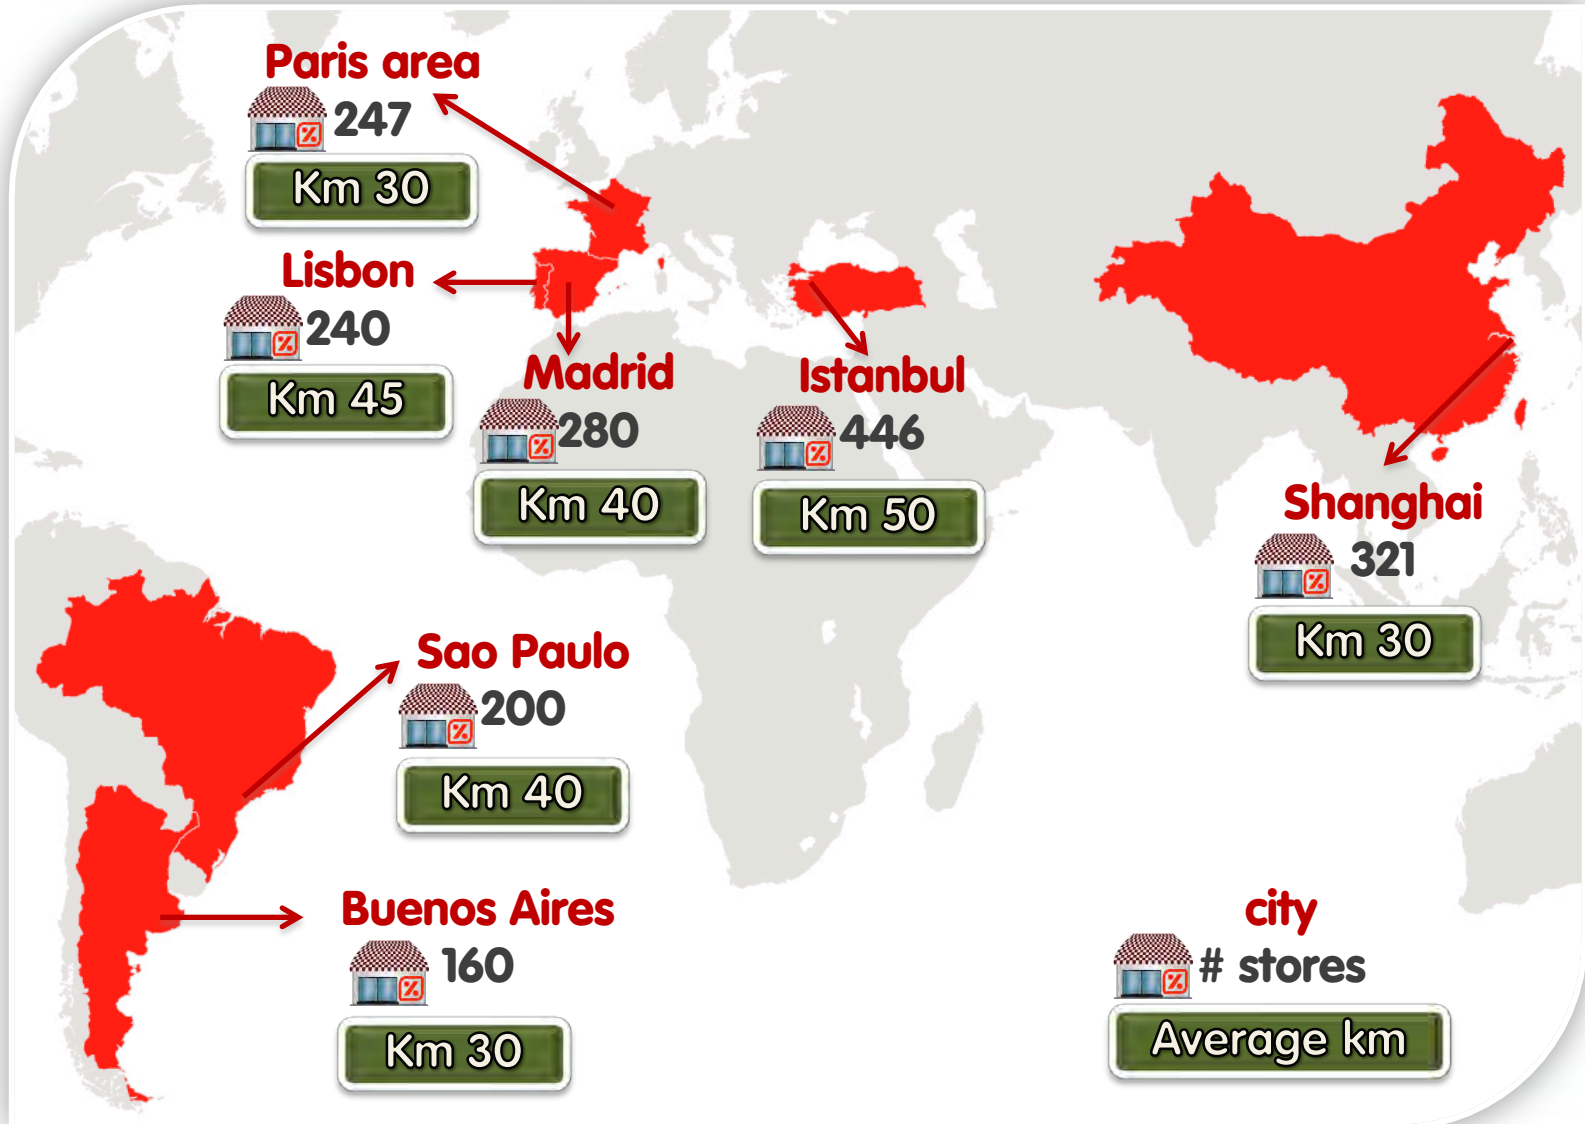 Paris area
247
Km 30
Lisbon
240
Km 45
Madrid
280
Km 40
Istanbul
446
Km 50
Shanghai
321
Km 30
Sao Paulo
200
Km 40
Buenos Aires
160
Km 30
city
# stores
Average km